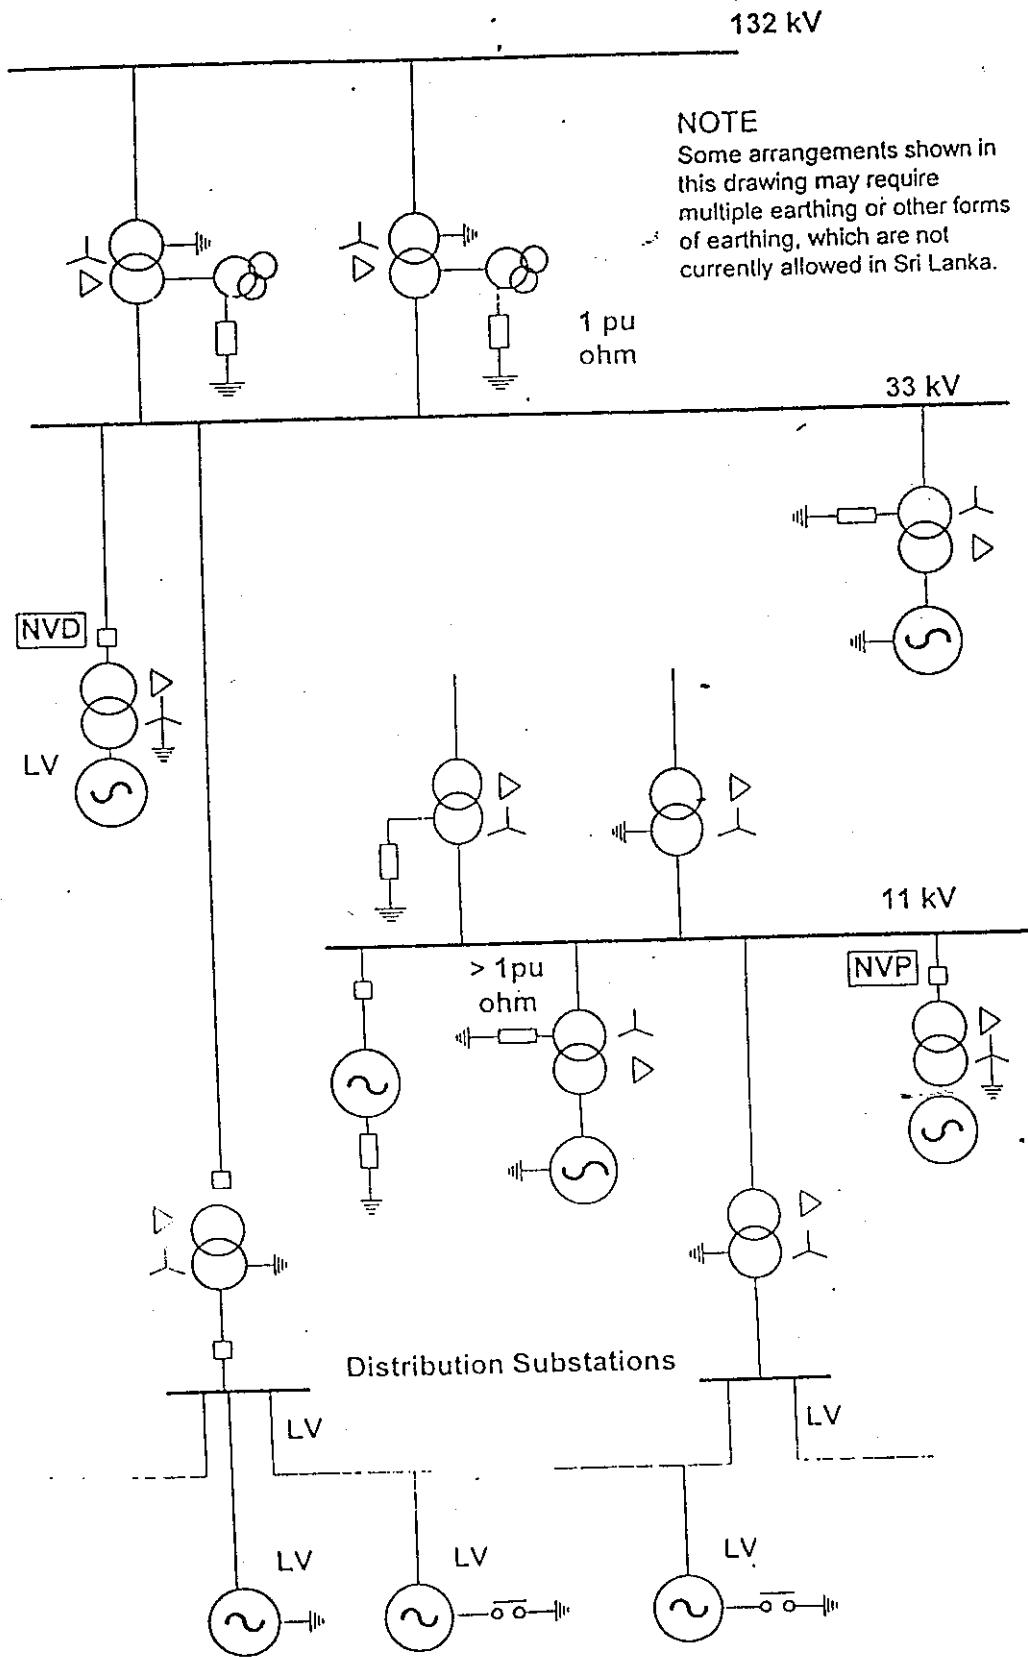 132 kV
NOTE
Some arrangements shown in
this drawing may require
multiple earthing or other forms
of earthing, which are not
currently allowed in Sri Lanka.
1 pu
ohm
33 kV
NVD
LV
11 kV
> 1pu
ohm
NVP
Distribution Substations
LV
LV
LV
LV
LV